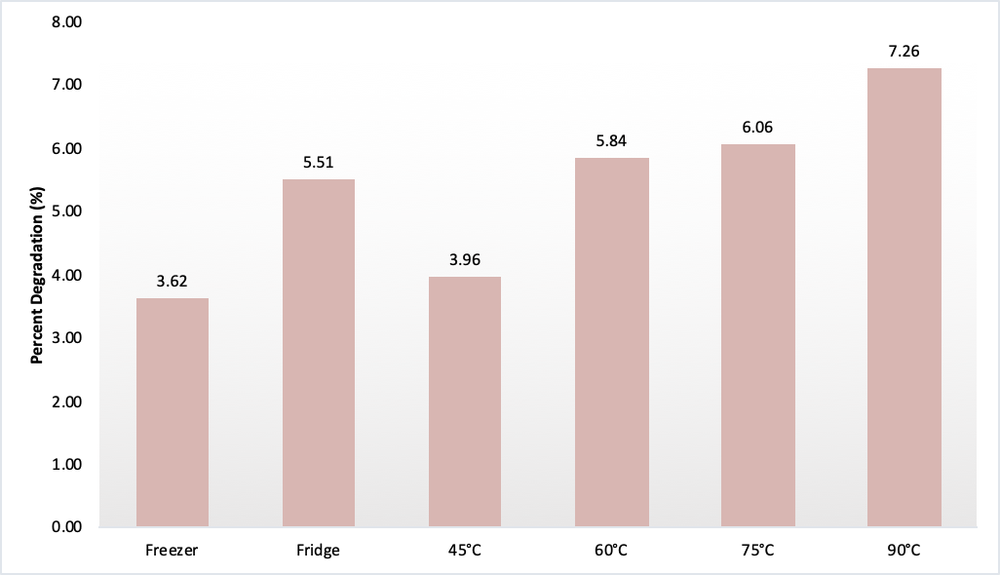 8.00
7.00
6.00
5.00
4.00
3.00
2.00
1.00
0.00
Percent Degradation (%)
3.62
5.51
3.96
5.84
6.06
7.26
Freezer
Fridge
45°C
60°C
75°C
90°C